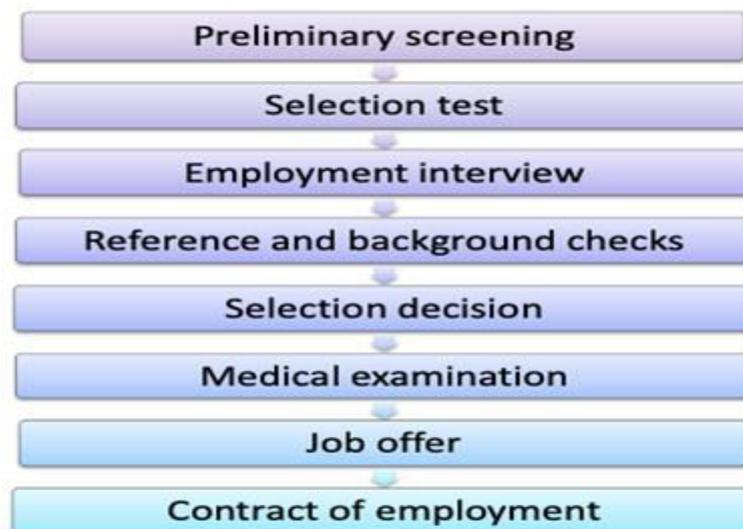 Preliminary screening
Selection test
Employment interview
Reference and background checks
Selection decision
Medical examination
Job offer
Contract of employment